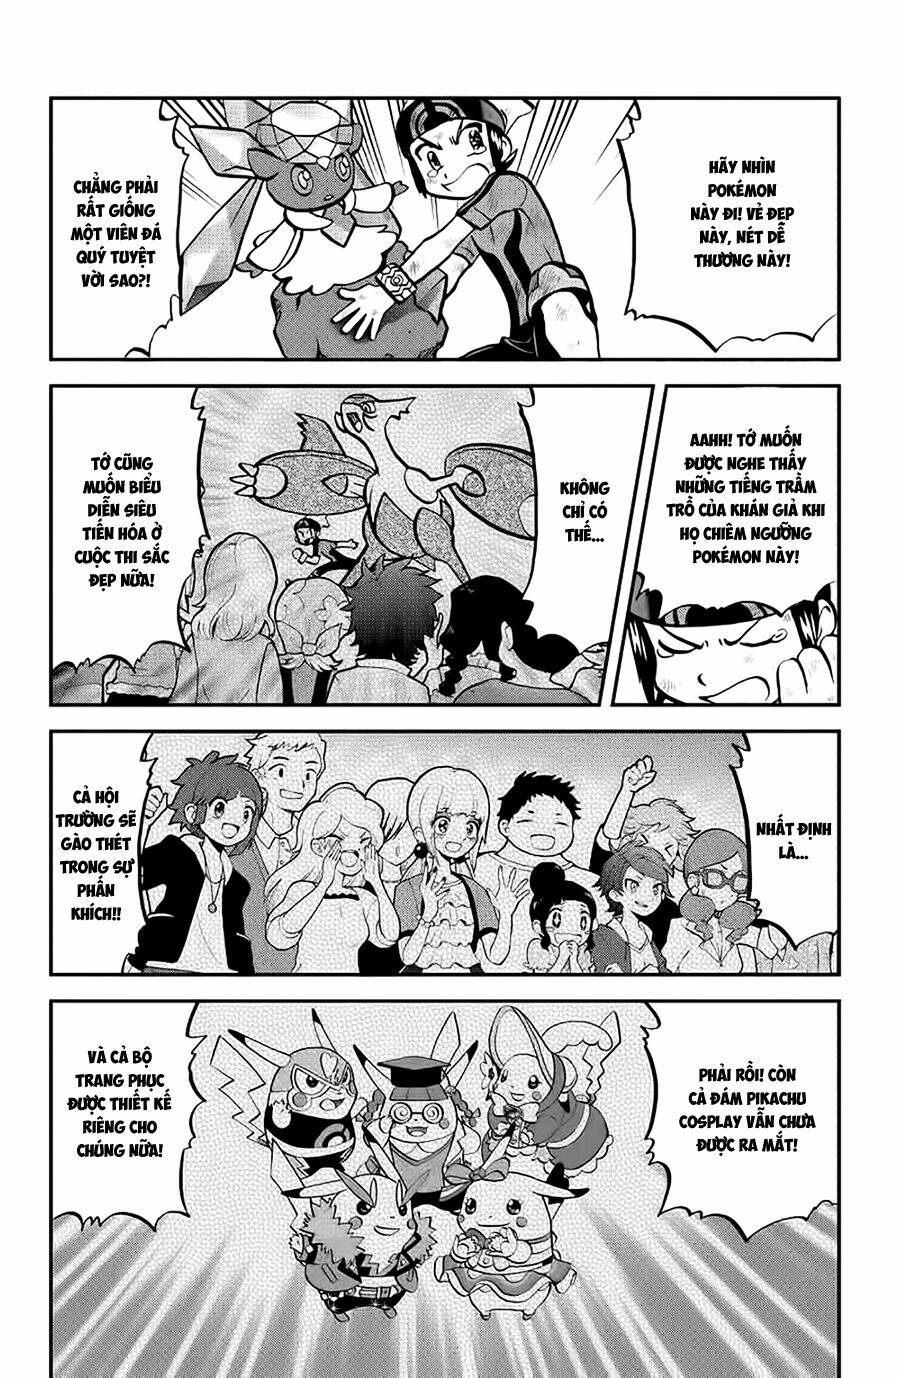 HÃY NHÌN
POKÉMON
NÀY ĐI! VẺ ĐẸP
NÀY, NÉT DỄ
THƯƠNG NÀY!
CHẲNG PHẢI
RẤT GIỐNG
MỘT VIÊN ĐÁ
QUÝ TUYỆT
VỜI SAO?!
AAHH! TỚ MUỐN
ĐƯỢC NGHE THẤY
NHỮNG TIẾNG TRẦM
TRỒ CỦA KHÁN GIẢ KHI
HỌ CHIÊM NGƯỠNG
POKÉMON NÀY!
KHÔNG
CHỈ CÓ
THẾ...
TỚ CŨNG
MUỐN BIỂU
DIỄN SIÊU
TIẾN HÓA Ở
CUỘC THI SẮC
ĐẸP NỮA!
NHẤT ĐỊNH
LÀ...
CẢ HỘI
TRƯỜNG SẼ
GÀO THÉT
TRONG SỰ
PHẤN
KHÍCH!!
PHẢI RỒI! CÒN
CẢ ĐÁM PIKACHU
COSPLAY VẪN CHƯA
ĐƯỢC RA MẮT!
VÀ CẢ BỘ
TRANG PHỤC
ĐƯỢC THIẾT KẾ
RIÊNG CHO
CHÚNG NỮA!